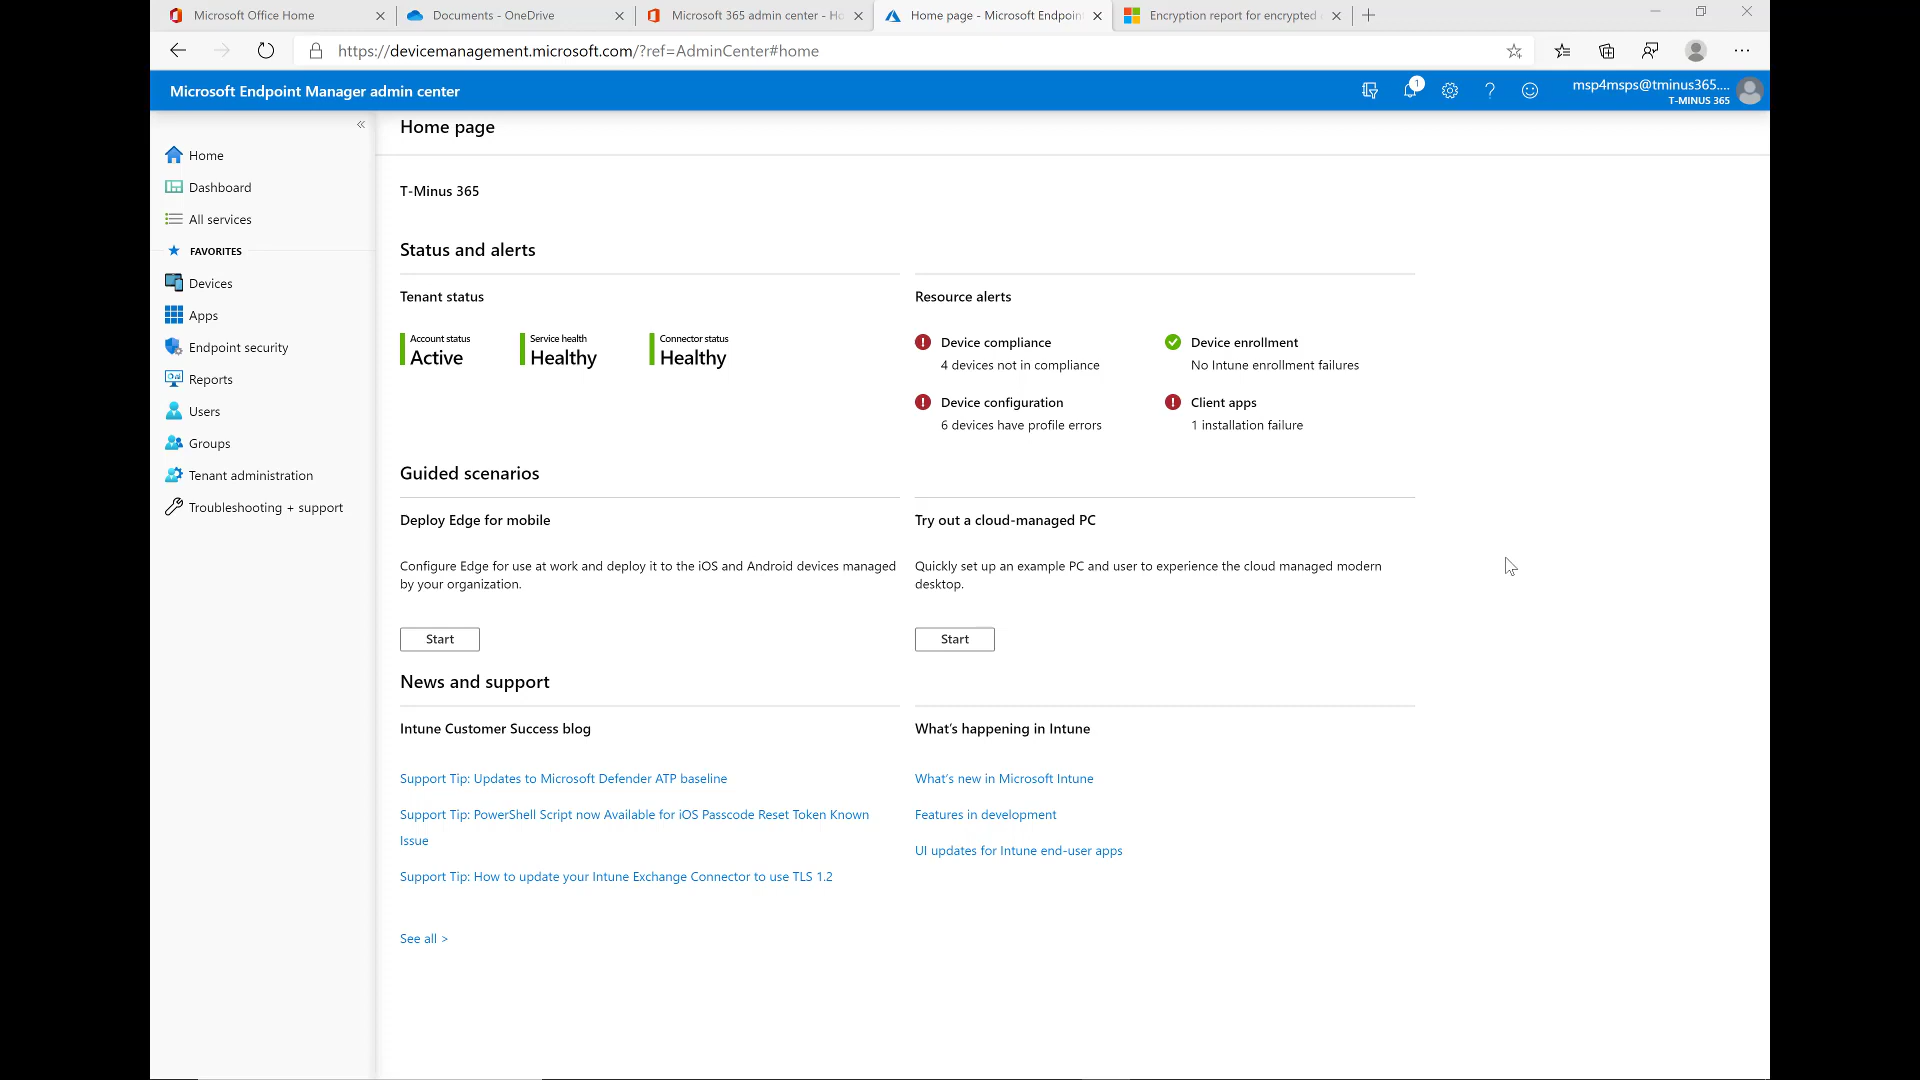 Microsoft Office Home
Documents - OneDrive
Microsoft 365 admin center - Ho
Home page - Microsoft Endpoint
Encryption report for encrypted
https://devicemanagement.microsoft.com/?ref=AdminCenter#home
Microsoft Endpoint Manager admin center
1
msp4msps@tminus365....
T-MINUS 365
«
Home page
Home
Dashboard
All services
FAVORITES
Devices
Apps
Endpoint security
Reports
Users
Groups
Tenant administration
Troubleshooting + support
T-Minus 365
Status and alerts
Tenant status
Account status
Active
Service health
Healthy
Connector status
Healthy
Resource alerts
Device compliance
4 devices not in compliance
Device enrollment
No Intune enrollment failures
Device configuration
6 devices have profile errors
Client apps
1 installation failure
Guided scenarios
Deploy Edge for mobile
Configure Edge for use at work and deploy it to the iOS and Android devices managed
by your organization.
Start
Try out a cloud-managed PC
Quickly set up an example PC and user to experience the cloud managed modern
desktop.
Start
News and support
Intune Customer Success blog
Support Tip: Updates to Microsoft Defender ATP baseline
Support Tip: PowerShell Script now Available for iOS Passcode Reset Token Known
Issue
Support Tip: How to update your Intune Exchange Connector to use TLS 1.2
See all >
What's happening in Intune
What's new in Microsoft Intune
Features in development
UI updates for Intune end-user apps